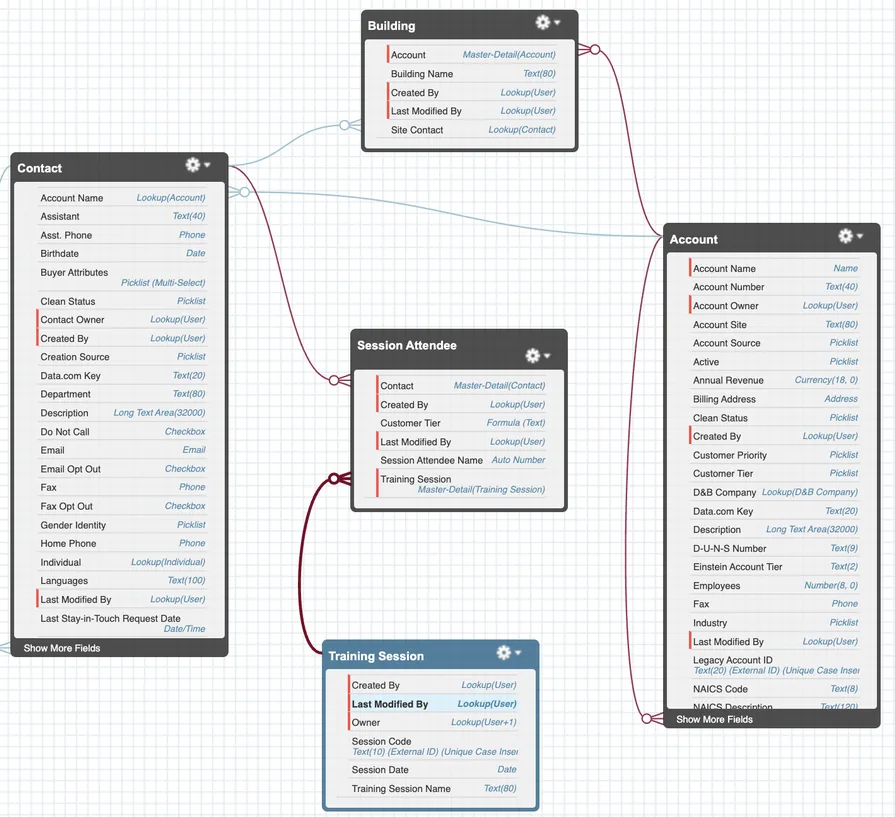 Building
Account Master-Detail(Account)
Building Name Text(80)
Created By Lookup(User)
Last Modified By Lookup(User)
Site Contact Lookup(Contact)
Contact
Account Name Lookup(Account)
Assistant Text(40)
Asst. Phone Phone
Birthdate Date
Buyer Attributes
Picklist (Multi-Select)
Clean Status Picklist
Contact Owner Lookup(User)
Created By Lookup(User)
Creation Source Picklist
Data.com Key Text(20)
Department Text(80)
Description Long Text Area(32000)
Do Not Call Checkbox
Email Email
Email Opt Out Checkbox
Fax Phone
Fax Opt Out Checkbox
Gender Identity Picklist
Home Phone Phone
Individual Lookup(Individual)
Languages Text(100)
Last Modified By Lookup(User)
Last Stay-in-Touch Request Date
Date/Time
Show More Fields
Session Attendee
Contact Master-Detail(Contact)
Created By Lookup(User)
Customer Tier Formula (Text)
Last Modified By Lookup(User)
Session Attendee Name Auto Number
Training Session
Master-Detail(Training Session)
Training Session
Created By Lookup(User)
Last Modified By Lookup(User)
Owner Lookup(User+1)
Session Code
Text(10) (External ID) (Unique Case Inser
Session Date Date
Training Session Name Text(80)
Account
Account Name Name
Account Number Text(40)
Account Owner Lookup(User)
Account Site Text(80)
Account Source Picklist
Active Picklist
Annual Revenue Currency(18, 0)
Billing Address Address
Clean Status Picklist
Created By Lookup(User)
Customer Priority Picklist
Customer Tier Picklist
D&B Company Lookup(D&B Company)
Data.com Key Text(20)
Description Long Text Area(32000)
D-U-N-S Number Text(9)
Einstein Account Tier Text(2)
Employees Number(8, 0)
Fax Phone
Industry Picklist
Last Modified By Lookup(User)
Legacy Account ID
Text(20) (External ID) (Unique Case Inser
NAICS Code Text(8)
NAICS Description Text(120)
Show More Fields